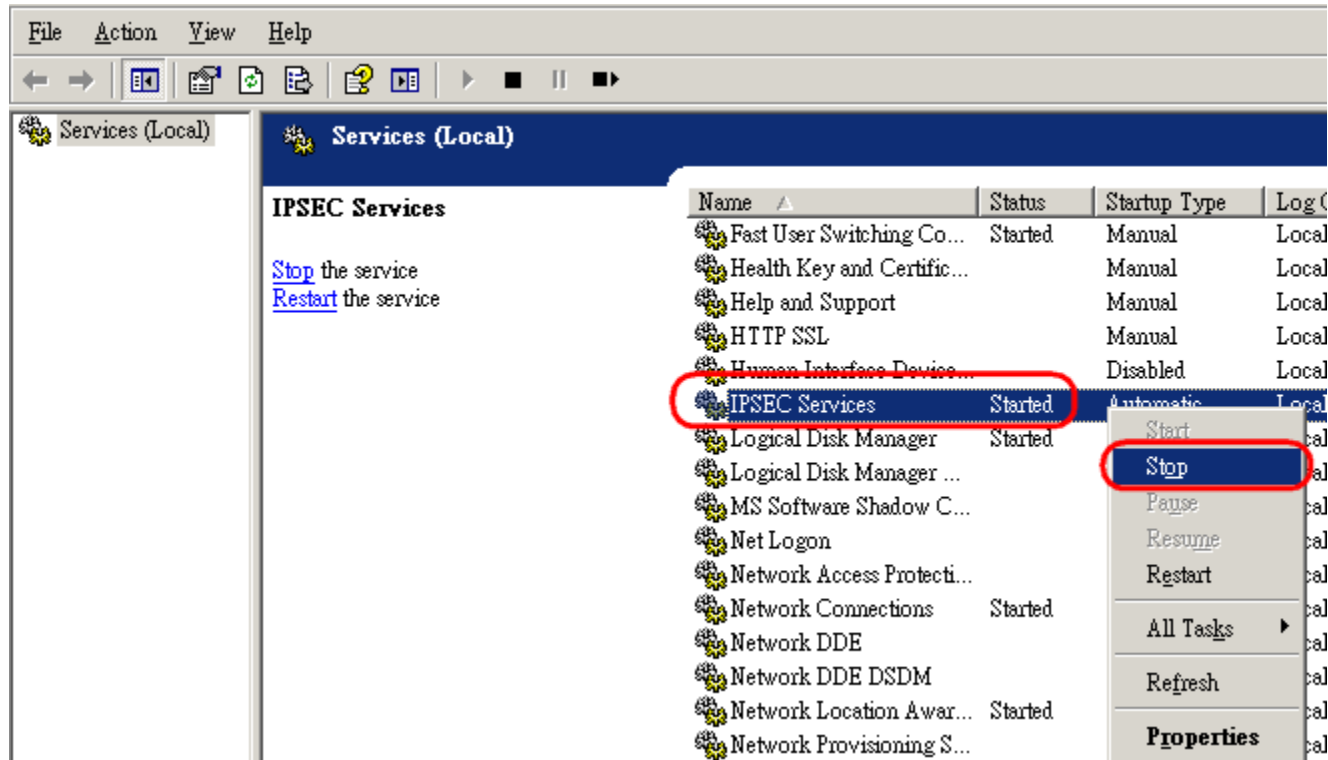 File Action View Help
Services (Local)
Services (Local)
IPSEC Services
Stop the service
Restart the service
Name Status Startup Type Log
Fast User Switching Co... Started Manual Local
Health Key and Certific... Manual Local
Help and Support Manual Local
HTTP SSL Manual Local
Human Interface Device... Disabled Local
IPSEC Services Started Automatic Local
Logical Disk Manager Started
Logical Disk Manager ...
MS Software Shadow C...
Net Logon
Network Access Protecti...
Network Connections Started
Network DDE
Network DDE DSDM
Network Location Awar... Started
Network Provisioning S...
Start
Stop
Pause
Resume
Restart
All Tasks
Refresh
Properties